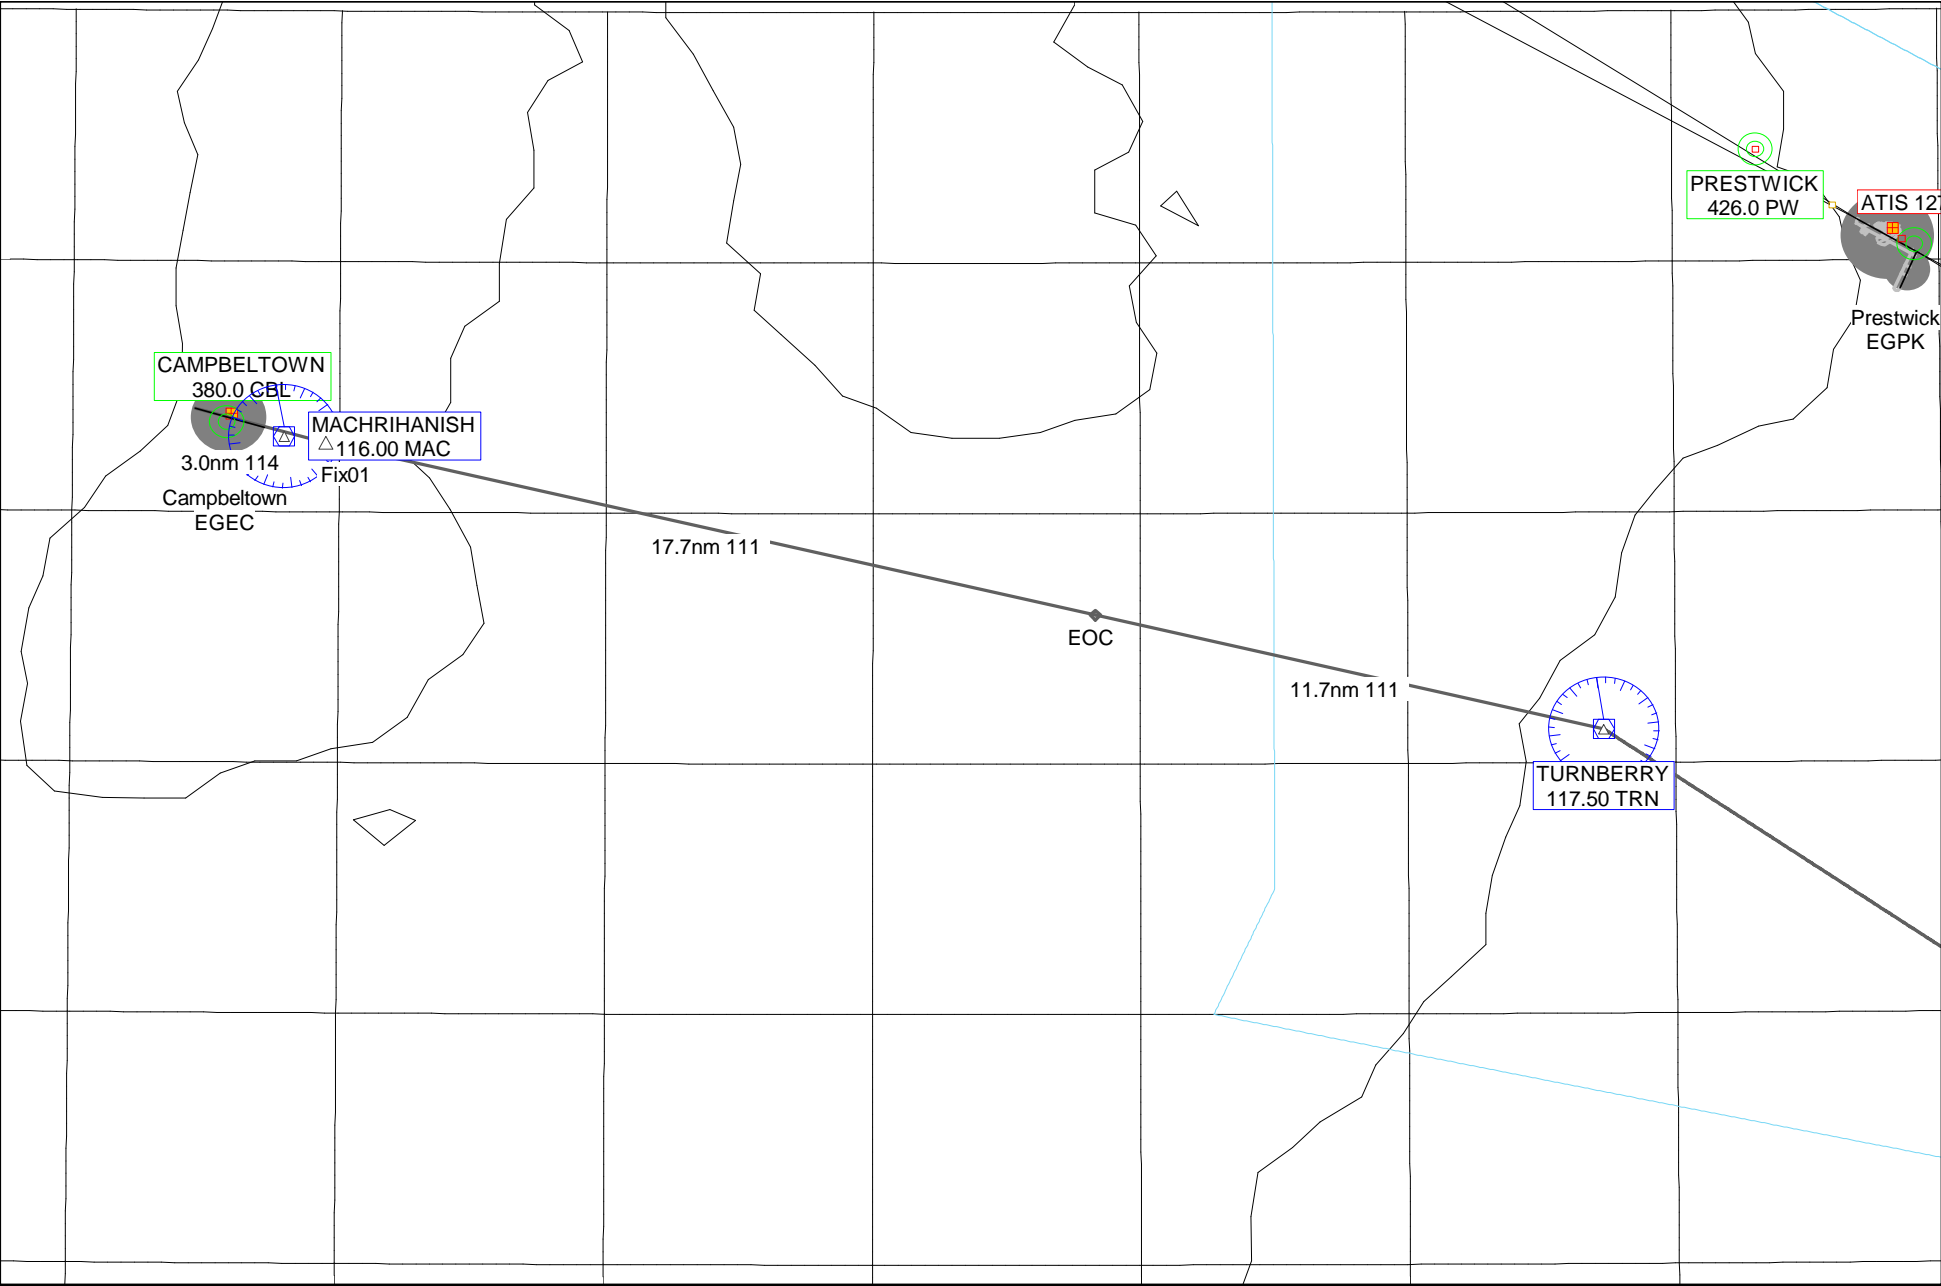 PRESTWICK
426.0 PW
ATIS 127
Prestwick
EGPK
CAMPBELTOWN
380.0 CBL
MACHRIHANISH
116.00 MAC
3.0nm 114
Fix01
Campbeltown
EGEC
17.7nm 111
EOC
11.7nm 111
TURNBERRY
117.50 TRN